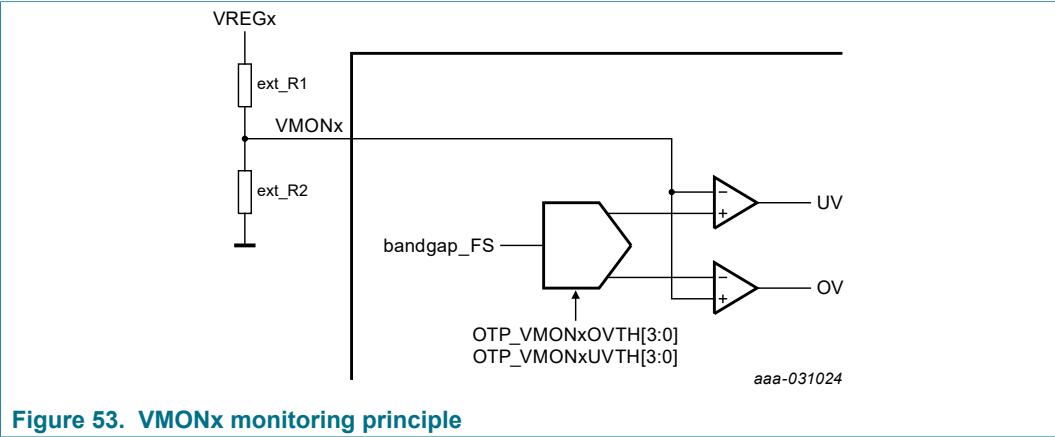 VREGx
ext_R1
VMONx
ext_R2
−
+
UV
bandgap_FS
−
+
OV
OTP_VMONxOVTH[3:0]
OTP_VMONxUVTH[3:0]
aaa-031024
Figure 53. VMONx monitoring principle